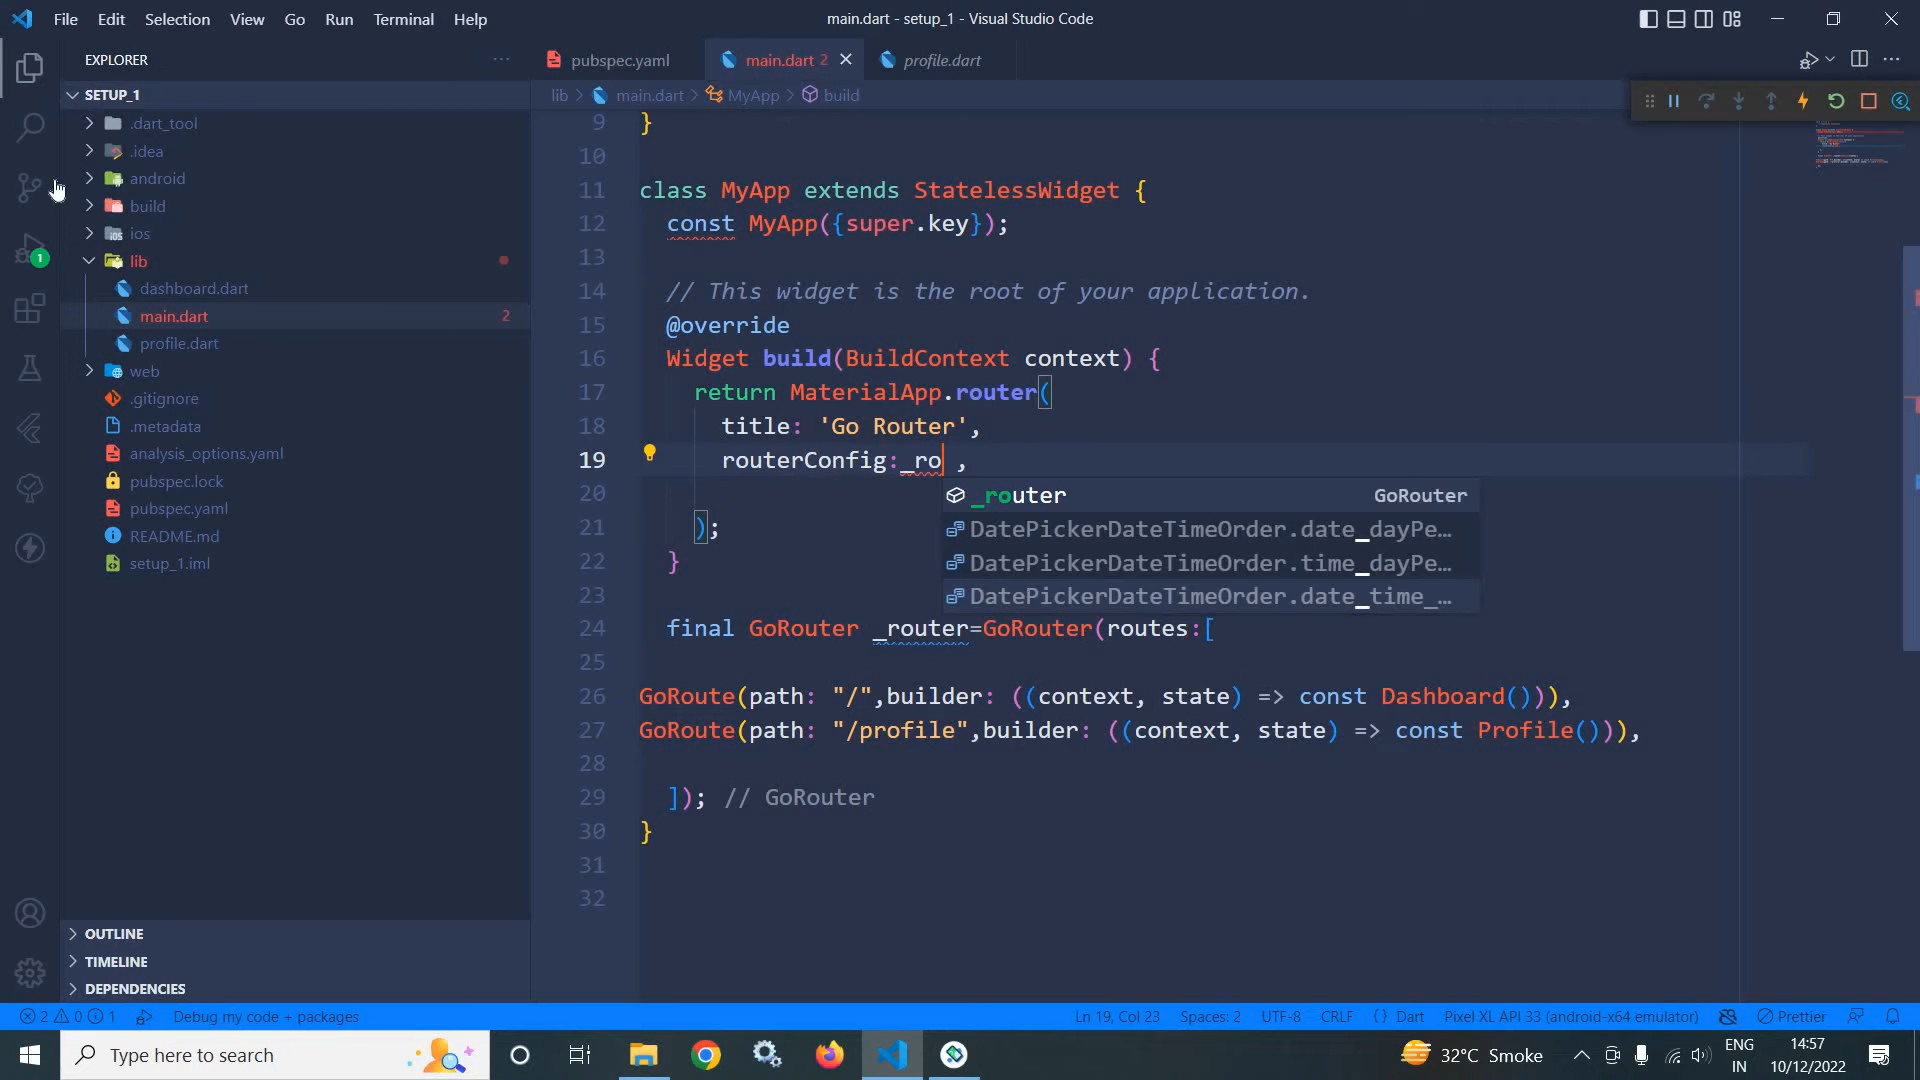 File Edit Selection View Go Run Terminal Help
main.dart - setup_1 - Visual Studio Code
EXPLORER
pubspec.yaml
main.dart 2
profile.dart
SETUP_1
lib > main.dart > MyApp > build
.dart_tool
.idea
android
build
ios
lib
dashboard.dart
main.dart 2
profile.dart
web
.gitignore
.metadata
analysis_options.yaml
pubspec.lock
pubspec.yaml
README.md
setup_1.iml
OUTLINE
TIMELINE
DEPENDENCIES
1
9 }
10
11 class MyApp extends StatelessWidget {
12 const MyApp({super.key});
13
14 // This widget is the root of your application.
15 @override
16 Widget build(BuildContext context) {
17 return MaterialApp.router(
18 title: 'Go Router',
19 routerConfig:_ro ,
20
21 );
22 }
23
24 final GoRouter _router=GoRouter(routes:[
25
26 GoRoute(path: "/",builder: ((context, state) => const Dashboard())),
27 GoRoute(path: "/profile",builder: ((context, state) => const Profile())),
28
29 ]); // GoRouter
30 }
31
32
_router GoRouter
DatePickerDateTimeOrder.date_dayPe…
DatePickerDateTimeOrder.time_dayPe…
DatePickerDateTimeOrder.date_time_…
2 0 1 Debug my code + packages
Ln 19, Col 23 Spaces: 2 UTF-8 CRLF {} Dart Pixel XL API 33 (android-x64 emulator) Prettier
Type here to search
32°C Smoke
ENG
IN
14:57
10/12/2022